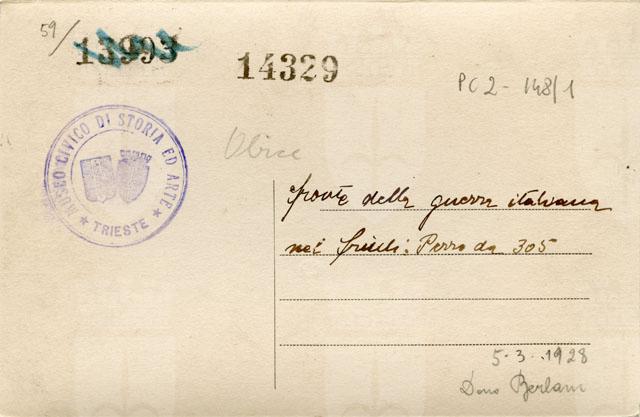 59/
13993
14329
PC2 - 148/1
MUSEO CIVICO DI STORIA ED ARTE
★ TRIESTE ★
Obice
fronte della guerra italiana
nel friuli: Pezzo da 305
5-3-1928
Dono Berlam